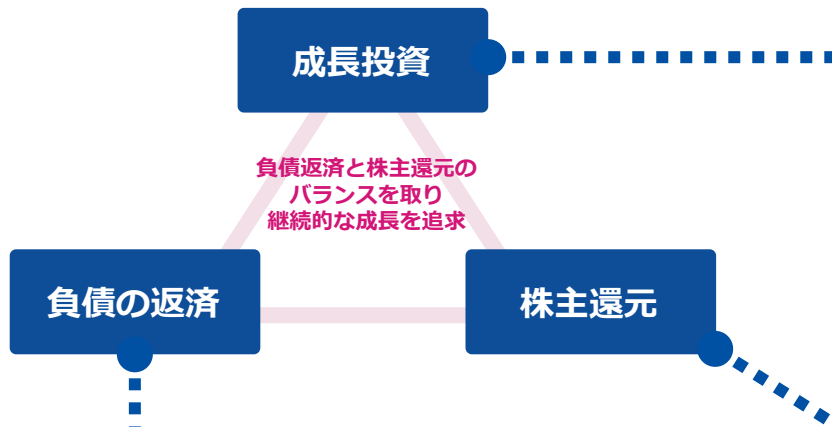 成長投資
負債返済と株主還元の
バランスを取り
継続的な成長を追求
負債の返済
株主還元